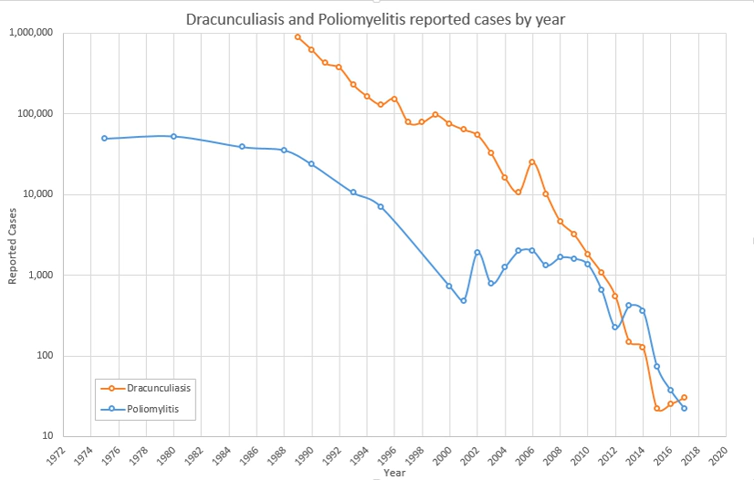 Dracunculiasis and Poliomyelitis reported cases by year
1,000,000
100,000
10,000
1,000
100
10
Reported Cases
Dracunculiasis
Poliomylitis
1972 1974 1976 1978 1980 1982 1984 1986 1988 1990 1992 1994 1996 1998 2000 2002 2004 2006 2008 2010 2012 2014 2016 2018 2020
Year